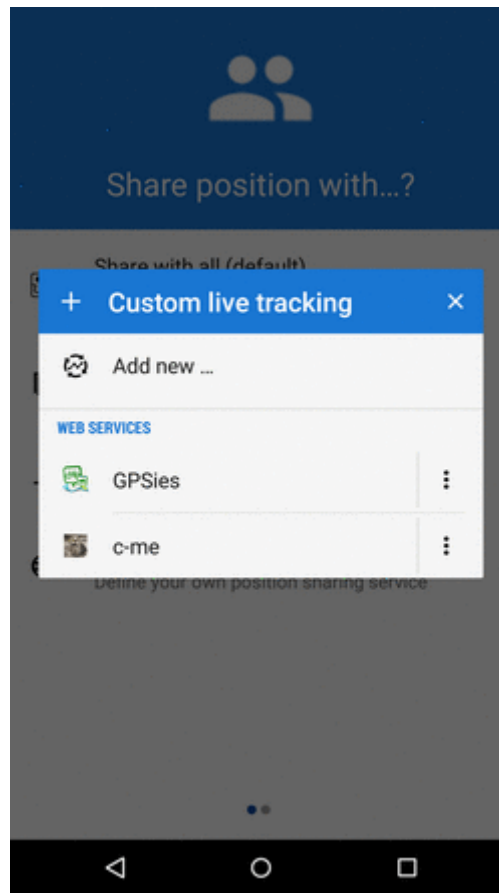 Share position with...?
Share with all (default)
Custom live tracking
Add new ...
WEB SERVICES
GPSies
c-me
Define your own position sharing service